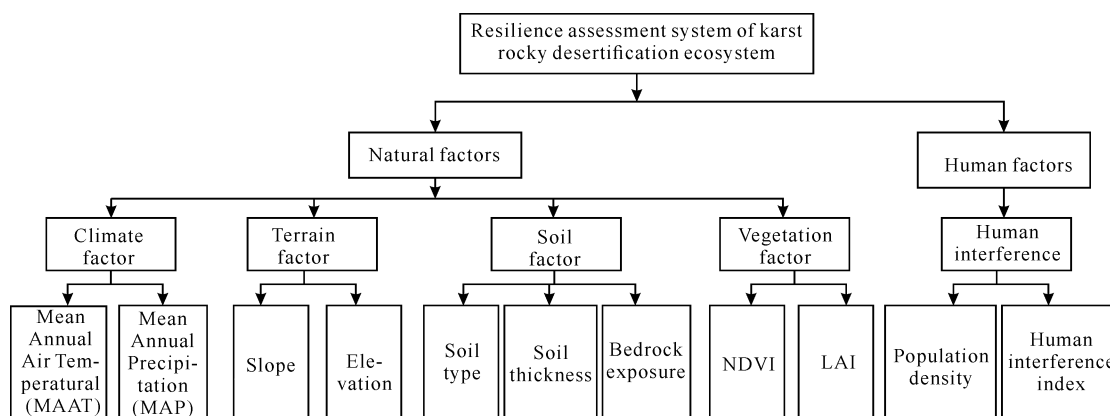 Resilience assessment system of karst
rocky desertification ecosystem
Natural factors
Human factors
Climate
factor
Terrain
factor
Soil
factor
Vegetation
factor
Human
interference
Mean
Annual
Air Tem-
peratural
(MAAT)
Mean
Annual
Precipi-
tation
(MAP)
Slope
Ele-
vation
Soil
type
Soil
thickness
Bedrock
exposure
NDVI
LAI
Population
density
Human
interference
index